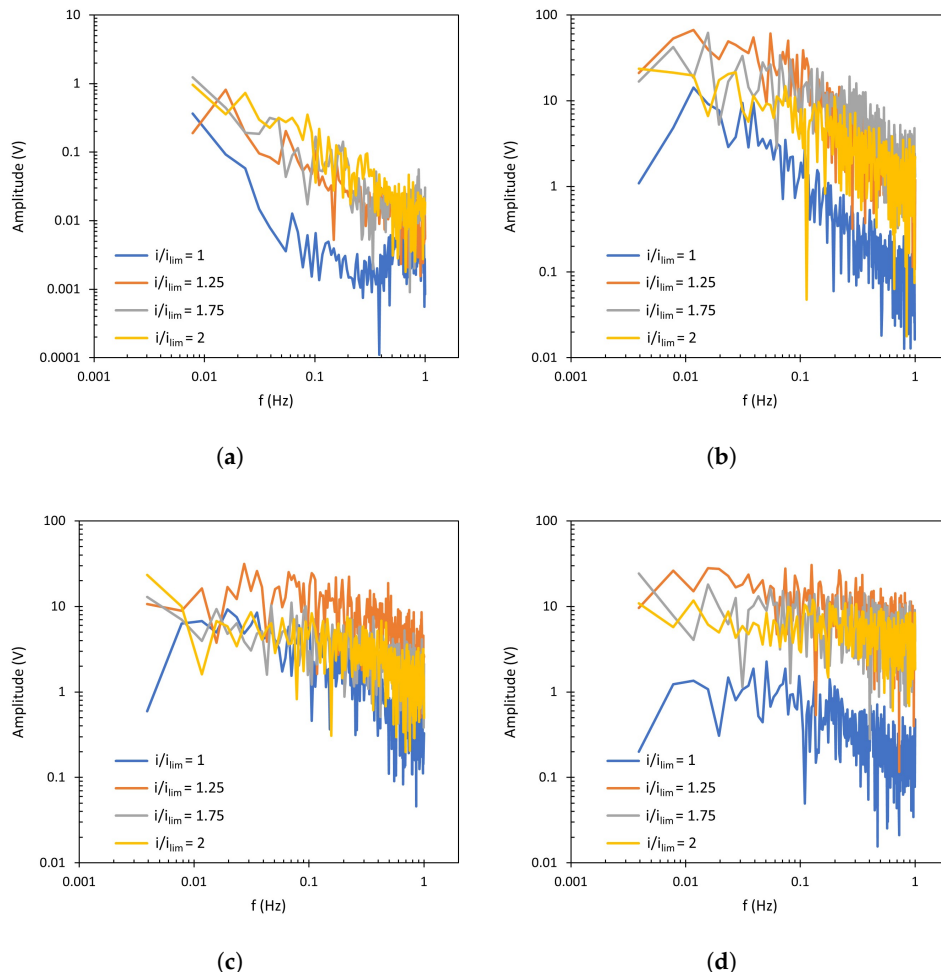 10
1
0.1
0.01
0.001
0.0001
Amplitude (V)
i/ilim = 1
i/ilim = 1.25
i/ilim = 1.75
i/ilim = 2
0.001 0.01 0.1 1
f (Hz)
(a)
100
10
1
0.1
0.01
Amplitude (V)
i/ilim = 1
i/ilim = 1.25
i/ilim = 1.75
i/ilim = 2
0.001 0.01 0.1 1
f (Hz)
(b)
100
10
1
0.1
0.01
Amplitude (V)
i/ilim = 1
i/ilim = 1.25
i/ilim = 1.75
i/ilim = 2
0.001 0.01 0.1 1
f (Hz)
(c)
100
10
1
0.1
0.01
Amplitude (V)
i/ilim = 1
i/ilim = 1.25
i/ilim = 1.75
i/ilim = 2
0.001 0.01 0.1 1
f (Hz)
(d)